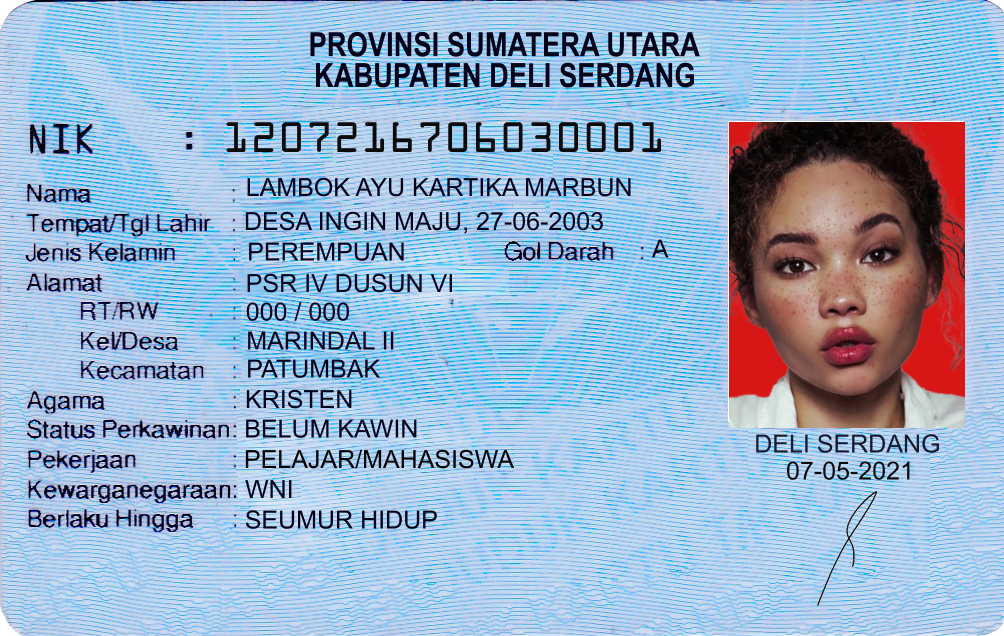 PROVINSI SUMATERA UTARA
KABUPATEN DELI SERDANG
NIK : 1207216706030001
Nama : LAMBOK AYU KARTIKA MARBUN
Tempat/Tgl Lahir : DESA INGIN MAJU, 27-06-2003
Jenis Kelamin : PEREMPUAN Gol Darah : A
Alamat : PSR IV DUSUN VI
RT/RW : 000 / 000
Kel/Desa : MARINDAL II
Kecamatan : PATUMBAK
Agama : KRISTEN
Status Perkawinan: BELUM KAWIN
Pekerjaan : PELAJAR/MAHASISWA
Kewarganegaraan: WNI
Berlaku Hingga : SEUMUR HIDUP
DELI SERDANG
07-05-2021